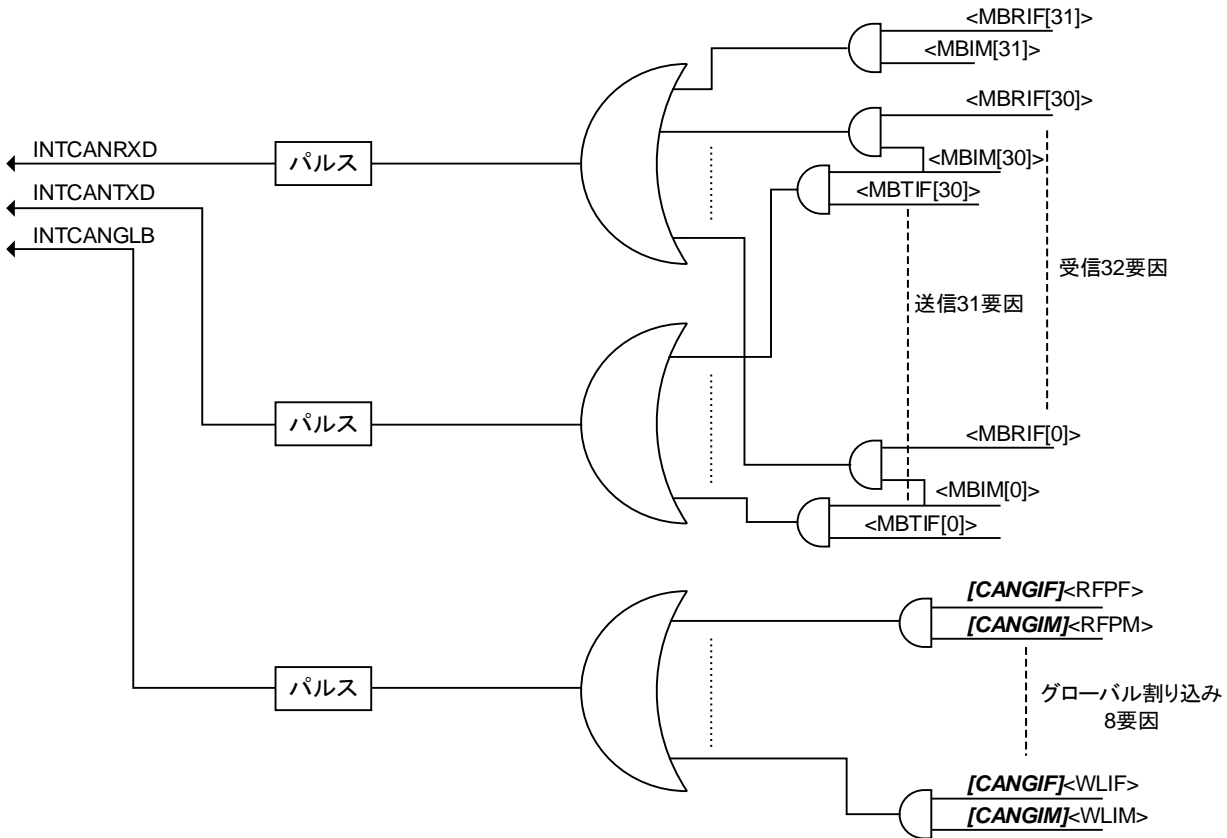 <MBRIF[31]>
<MBIM[31]>
<MBRIF[30]>
<MBIM[30]>
<MBTIF[30]>
INTCANRXD
パルス
INTCANTXD
INTCANGLB
受信32要因
送信31要因
パルス
<MBRIF[0]>
<MBIM[0]>
<MBTIF[0]>
[CANGIF]<RFPF>
[CANGIM]<RFPM>
パルス
グローバル割り込み
8要因
[CANGIF]<WLIF>
[CANGIM]<WLIM>